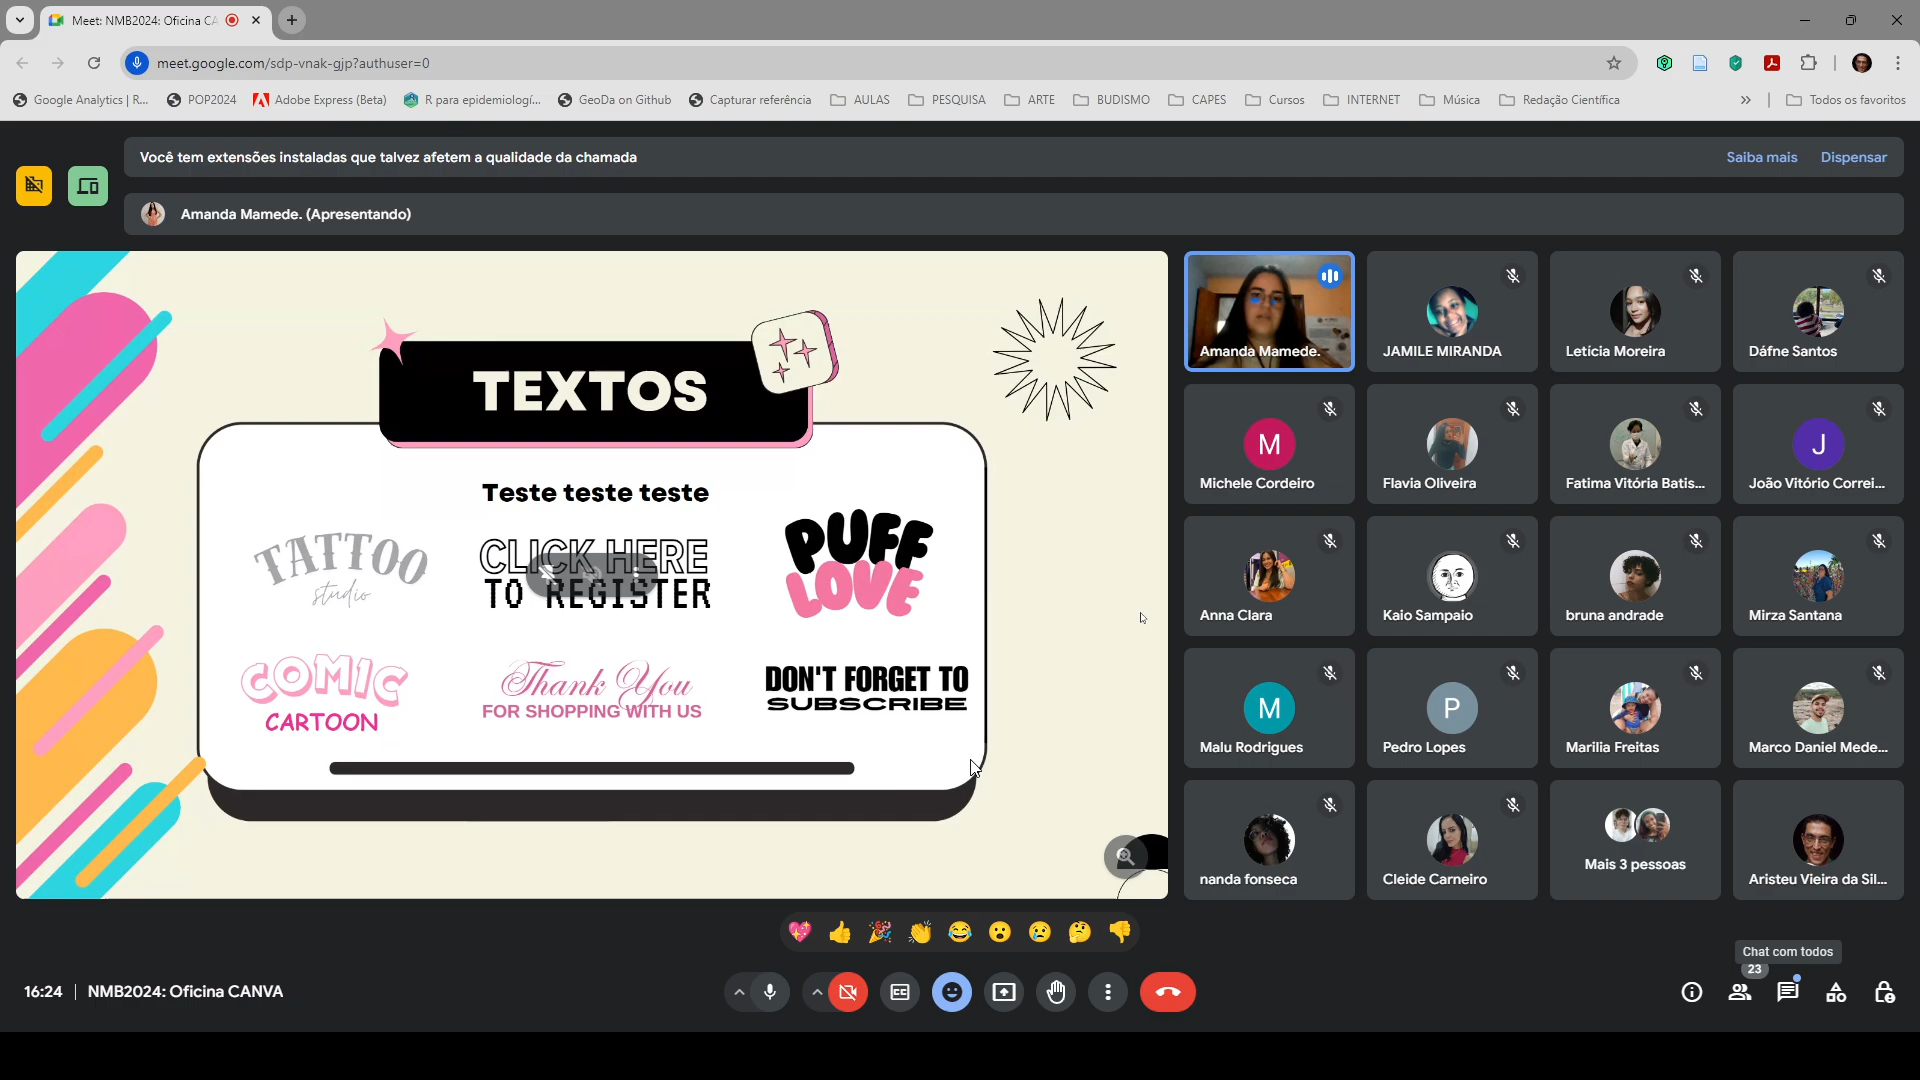 Meet: NMB2024: Oficina CA
meet.google.com/sdp-vnak-gjp?authuser=0
Google Analytics | R...
POP2024
Adobe Express (Beta)
R para epidemiologí...
GeoDa on Github
Capturar referência
AULAS
PESQUISA
ARTE
BUDISMO
CAPES
Cursos
INTERNET
Música
Redação Científica
Todos os favoritos
Você tem extensões instaladas que talvez afetem a qualidade da chamada
Saiba mais
Dispensar
Amanda Mamede. (Apresentando)
TEXTOS
Teste teste teste
TATTOO
studio
CLICK HERE
TO REGISTER
PUFF
LOVE
COMIC
CARTOON
Thank You
FOR SHOPPING WITH US
DON'T FORGET TO
SUBSCRIBE
Amanda Mamede.
JAMILE MIRANDA
Letícia Moreira
Dáfne Santos
M
Michele Cordeiro
Flavia Oliveira
Fatima Vitória Batis...
J
João Vitório Correi...
Anna Clara
Kaio Sampaio
bruna andrade
Mirza Santana
M
Malu Rodrigues
P
Pedro Lopes
Marilia Freitas
Marco Daniel Mede...
nanda fonseca
Cleide Carneiro
Mais 3 pessoas
Aristeu Vieira da Sil...
Chat com todos
23
16:24 | NMB2024: Oficina CANVA